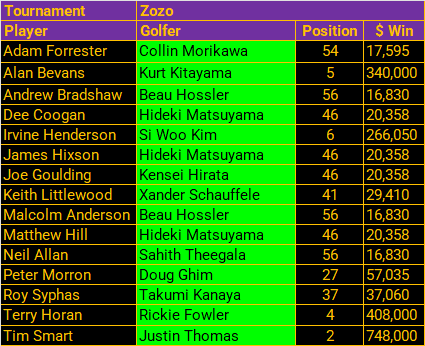 Tournament Zozo
Player Golfer Position $ Win
Adam Forrester Collin Morikawa 54 17,595
Alan Bevans Kurt Kitayama 5 340,000
Andrew Bradshaw Beau Hossler 56 16,830
Dee Coogan Hideki Matsuyama 46 20,358
Irvine Henderson Si Woo Kim 6 266,050
James Hixson Hideki Matsuyama 46 20,358
Joe Goulding Kensei Hirata 46 20,358
Keith Littlewood Xander Schauffele 41 29,410
Malcolm Anderson Beau Hossler 56 16,830
Matthew Hill Hideki Matsuyama 46 20,358
Neil Allan Sahith Theegala 56 16,830
Peter Morron Doug Ghim 27 57,035
Roy Syphas Takumi Kanaya 37 37,060
Terry Horan Rickie Fowler 4 408,000
Tim Smart Justin Thomas 2 748,000